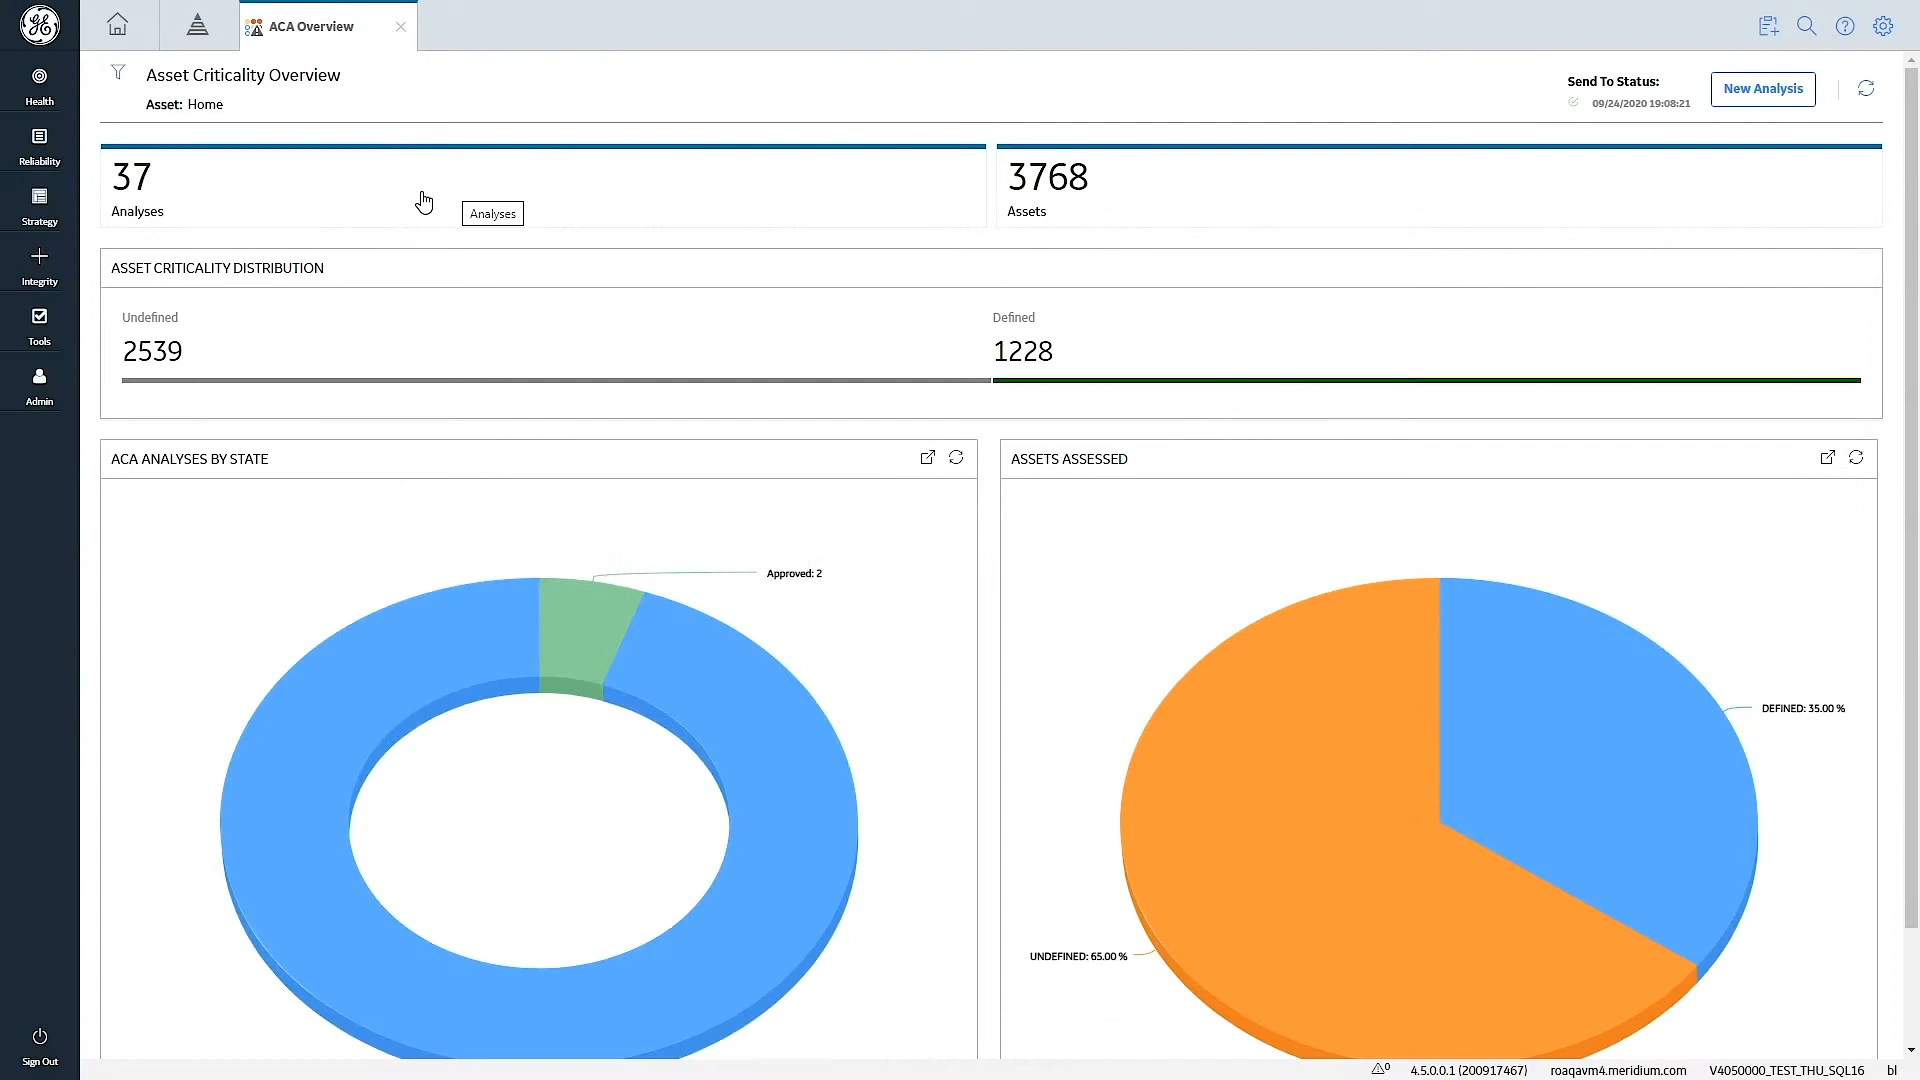 ACA Overview
Asset Criticality Overview
Asset: Home
Send To Status:
09/24/2020 19:08:21
New Analysis
Health
Reliability
Strategy
Integrity
Tools
Admin
Sign Out
37
Analyses
Analyses
3768
Assets
ASSET CRITICALITY DISTRIBUTION
Undefined
2539
Defined
1228
ACA ANALYSES BY STATE
Approved: 2
ASSETS ASSESSED
DEFINED: 35.00 %
UNDEFINED: 65.00 %
0 4.5.0.0.1 (200917467) roaqavm4.meridium.com V4050000_TEST_THU_SQL16 bl